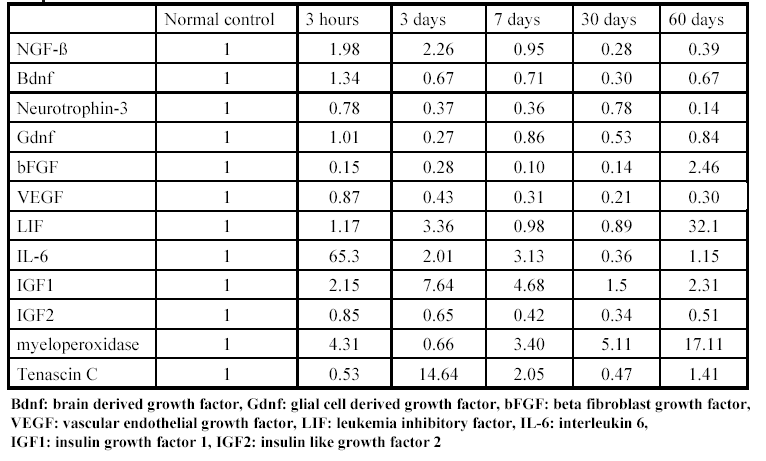 Normal control 3 hours 3 days 7 days 30 days 60 days
NGF-ß 1 1.98 2.26 0.95 0.28 0.39
Bdnf 1 1.34 0.67 0.71 0.30 0.67
Neurotrophin-3 1 0.78 0.37 0.36 0.78 0.14
Gdnf 1 1.01 0.27 0.86 0.53 0.84
bFGF 1 0.15 0.28 0.10 0.14 2.46
VEGF 1 0.87 0.43 0.31 0.21 0.30
LIF 1 1.17 3.36 0.98 0.89 32.1
IL-6 1 65.3 2.01 3.13 0.36 1.15
IGF1 1 2.15 7.64 4.68 1.5 2.31
IGF2 1 0.85 0.65 0.42 0.34 0.51
myeloperoxidase 1 4.31 0.66 3.40 5.11 17.11
Tenascin C 1 0.53 14.64 2.05 0.47 1.41
Bdnf: brain derived growth factor, Gdnf: glial cell derived growth factor, bFGF: beta fibroblast growth factor,
VEGF: vascular endothelial growth factor, LIF: leukemia inhibitory factor, IL-6: interleukin 6,
IGF1: insulin growth factor 1, IGF2: insulin like growth factor 2